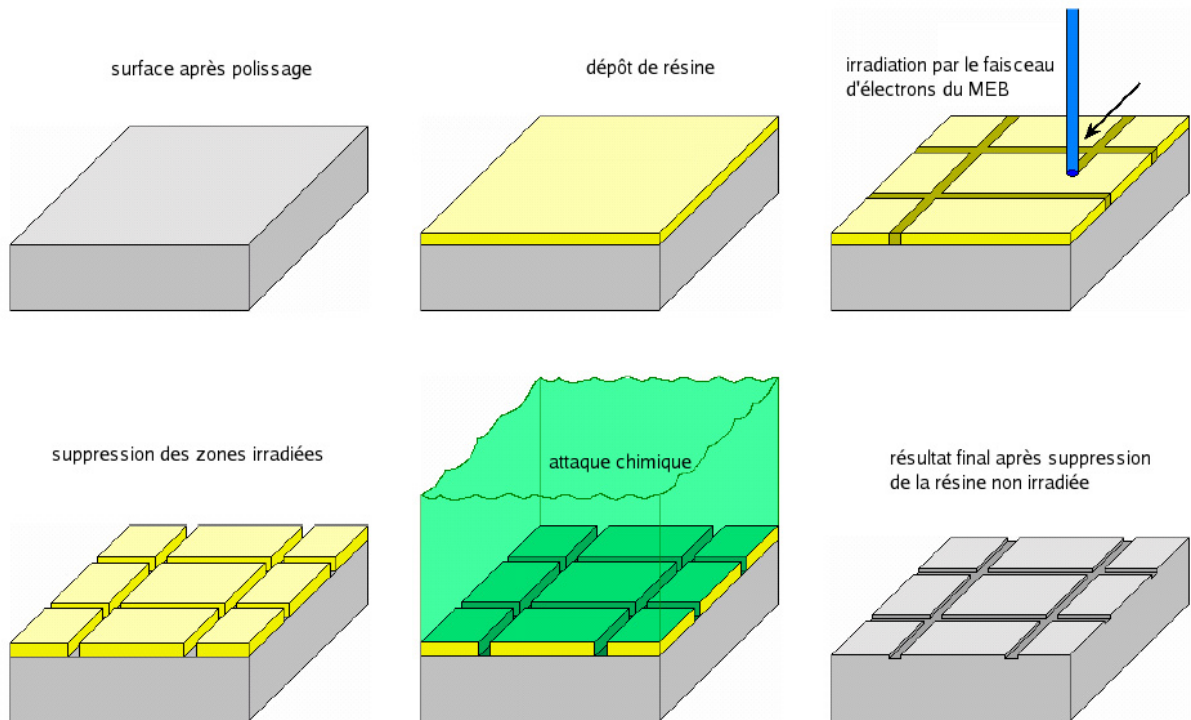 surface après polissage
dépôt de résine
irradiation par le faisceau
d'électrons du MEB
suppression des zones irradiées
attaque chimique
résultat final après suppression
de la résine non irradiée